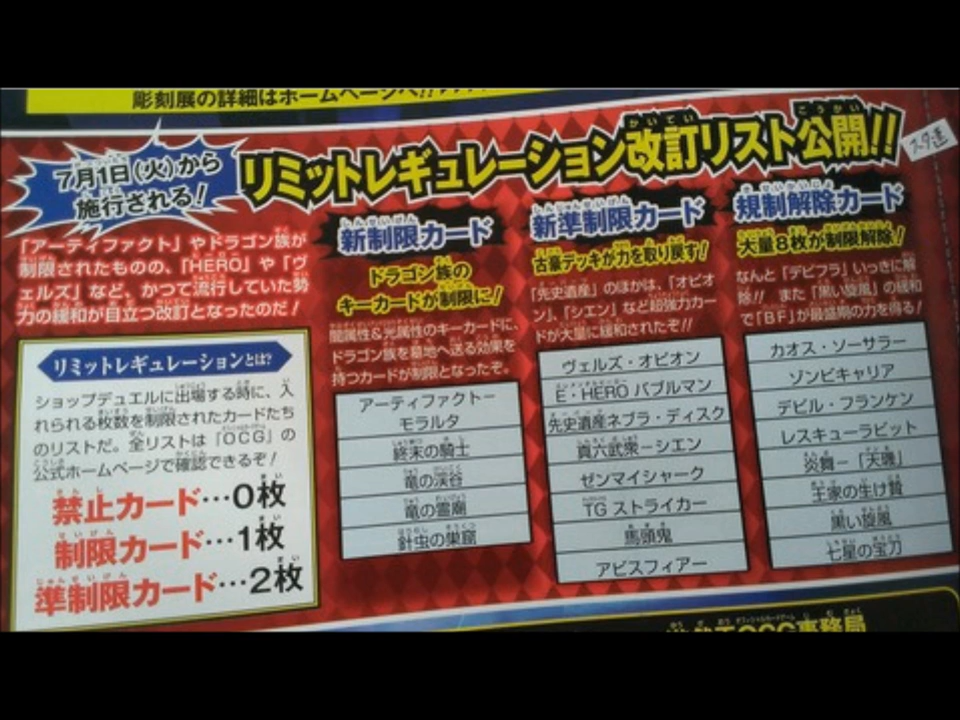 彫刻展の詳細はホームページへ!!
7月1日(火)から
施行される!
リミットレギュレーション改訂リスト公開!!
「アーティファクト」やドラゴン族が
制限されたものの、「HERO」や「ヴ
ェルズ」など、かつて流行していた勢
力の緩和が目立つ改訂となったのだ!
リミットレギュレーションとは?
ショップデュエルに出場する時に、入
れられる枚数を制限されたカードたち
のリストだ。全リストは「OCG」の
公式ホームページで確認できるぞ!
禁止カード…0枚
制限カード…1枚
準制限カード…2枚
新制限カード
ドラゴン族の
キーカードが制限に!
闇属性&光属性のキーカードに、
ドラゴン族を墓地へ送る効果を
持つカードが制限となったぞ。
アーティファクト−
モラルタ
終末の騎士
竜の渓谷
竜の霊廟
針虫の巣窟
新準制限カード
古豪デッキが力を取り戻す!
「先史遺産」のほかは、「オピオ
ン」、「シエン」など超強力カー
ドが大量に緩和されたぞ!!
ヴェルズ・オピオン
E・HERO バブルマン
先史遺産ネブラ・ディスク
真六武衆−シエン
ゼンマイシャーク
TG ストライカー
馬頭鬼
アビスフィアー
規制解除カード
大量8枚が制限解除!
なんと「デビフラ」いっきに解
除!! また「黒い旋風」の緩和
で「BF」が最盛期の力を得る!
カオス・ソーサラー
ゾンビキャリア
デビル・フランケン
レスキューラビット
炎舞−「天璣」
王家の生け贄
黒い旋風
七星の宝刀